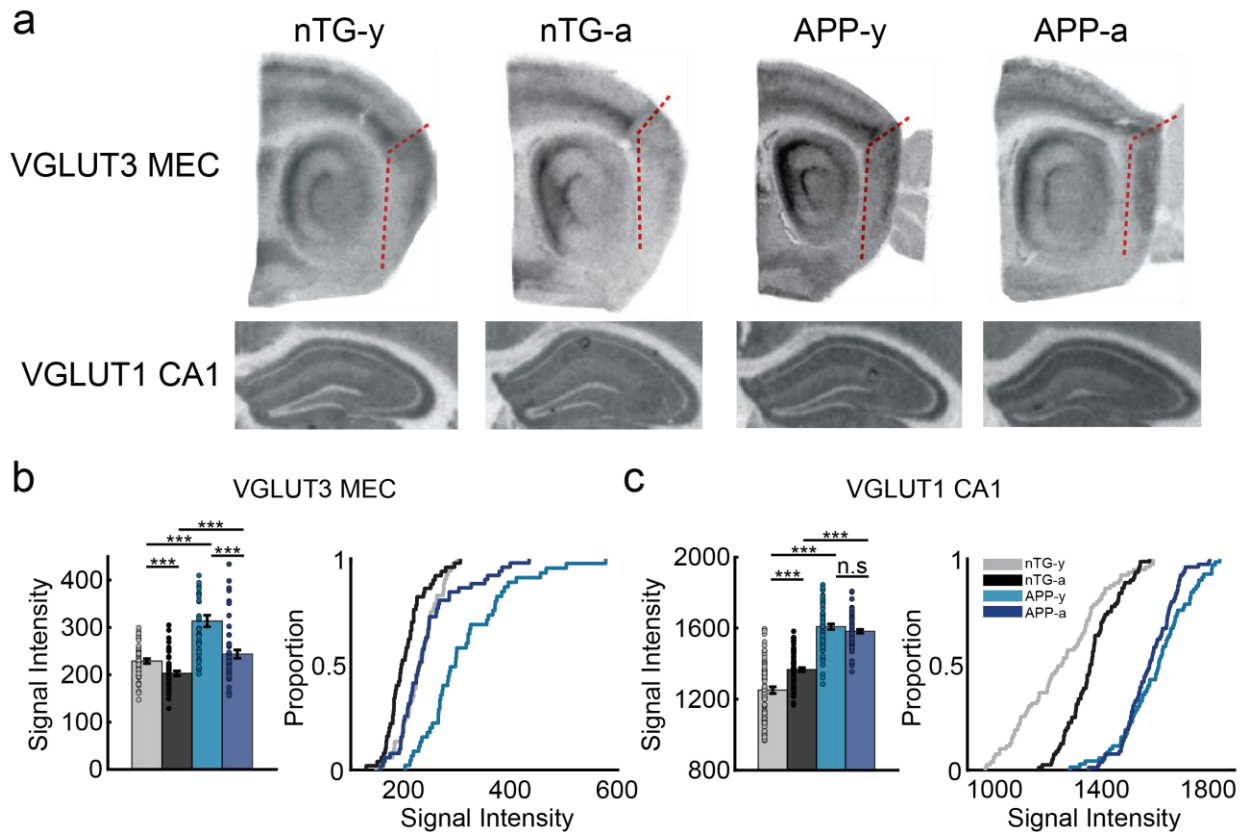 a
nTG-y nTG-a APP-y APP-a
VGLUT3 MEC
VGLUT1 CA1
b
VGLUT3 MEC
Signal Intensity
400
300
200
100
0
***
*** ***
*** ***
Proportion
1
0.5
0
200 400 600
Signal Intensity
c
VGLUT1 CA1
Signal Intensity
2000
1600
1200
800
***
*** n.s
***
Proportion
1
0.5
0
nTG-y
nTG-a
APP-y
APP-a
1000 1400 1800
Signal Intensity